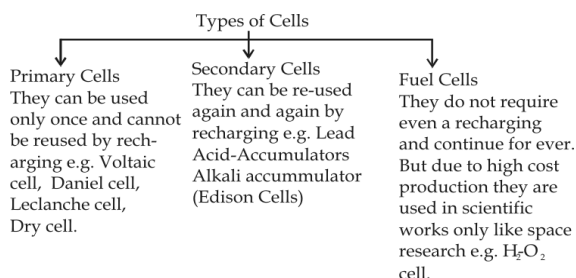 Types of Cells
Primary Cells
They can be used
only once and cannot
be reused by rech-
arging e.g. Voltaic
cell, Daniel cell,
Leclanche cell,
Dry cell.
Secondary Cells
They can be re-used
again and again by
recharging e.g. Lead
Acid-Accumulators
Alkali accummulator
(Edison Cells)
Fuel Cells
They do not require
even a recharging
and continue for ever.
But due to high cost
production they are
used in scientific
works only like space
research e.g. H₂-O₂
cell.